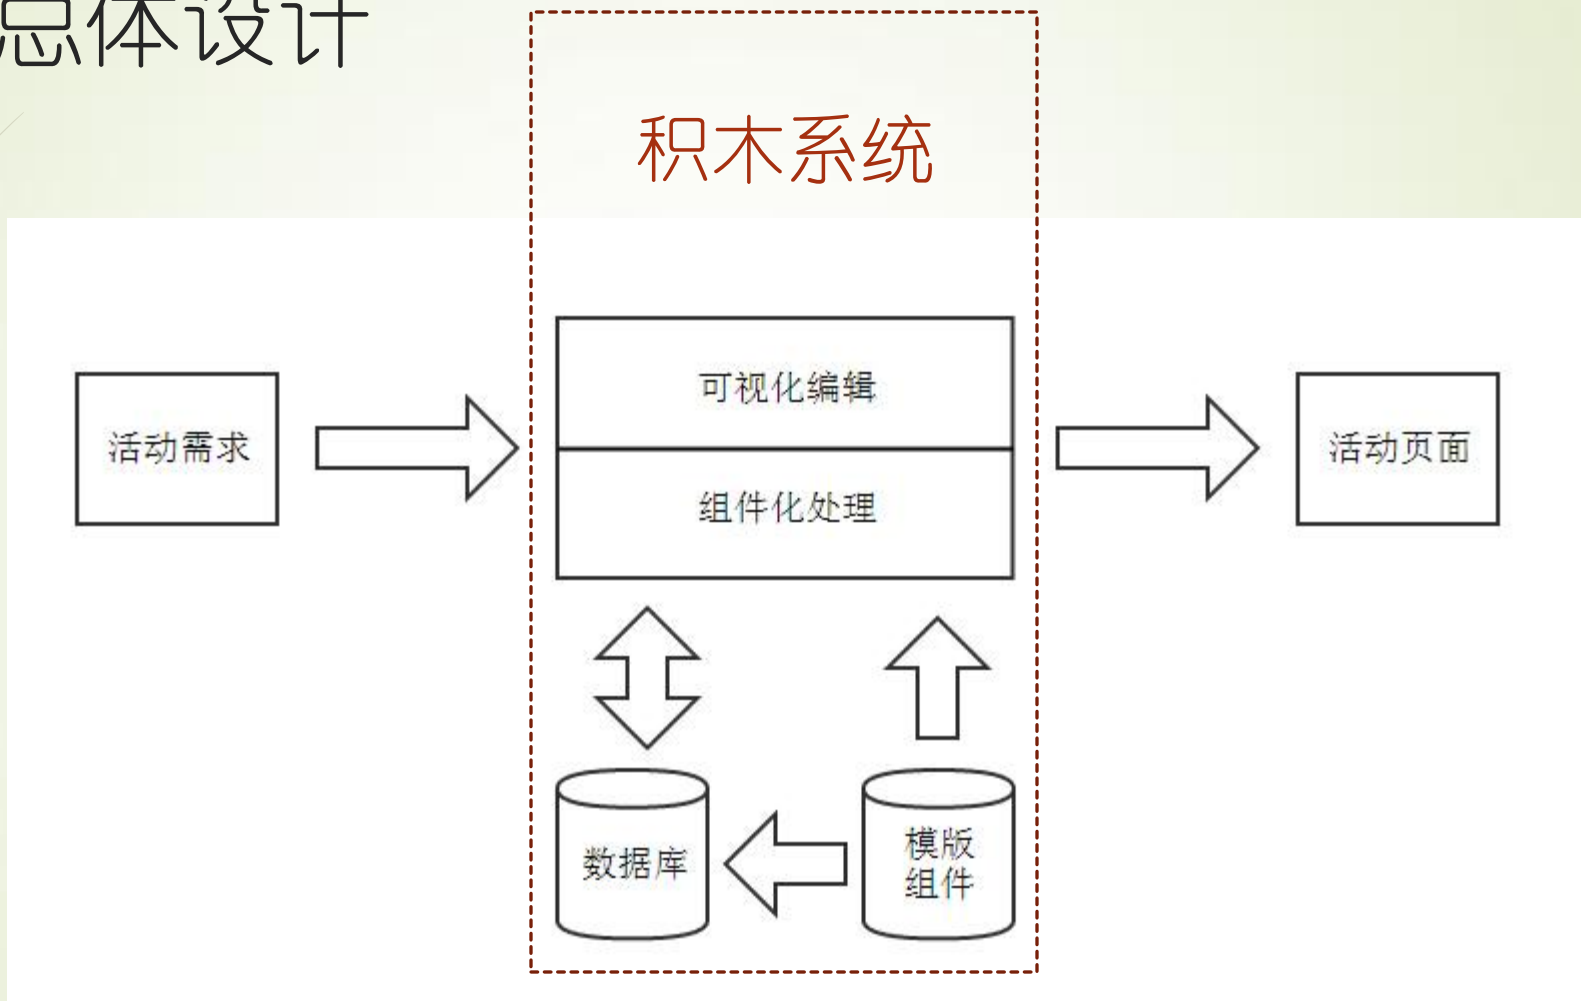 总体设计
积木系统
可视化编辑
活动需求
活动页面
组件化处理
数据库
模版
组件